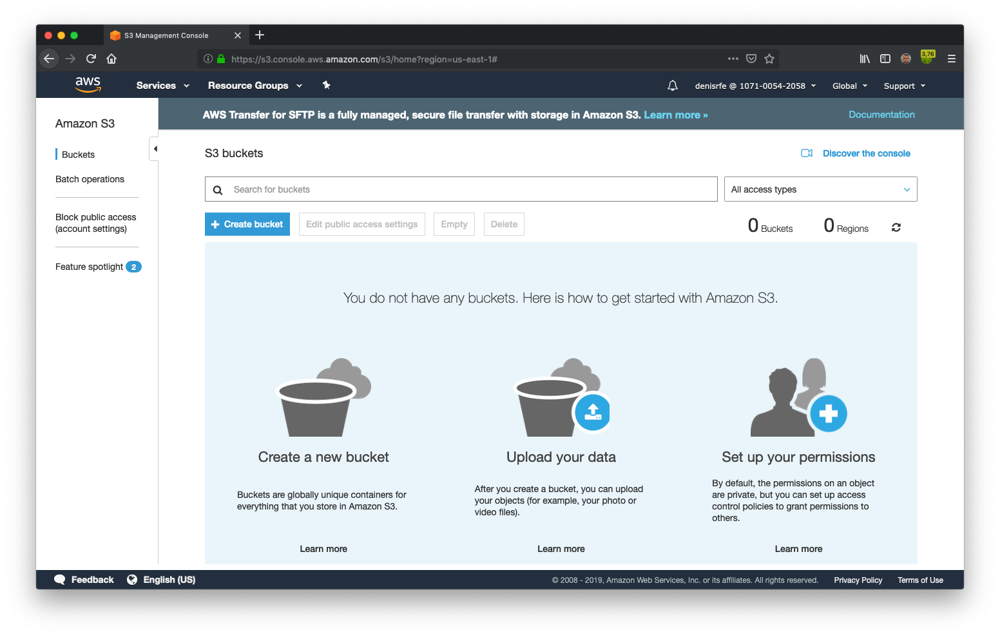 S3 Management Console
https://s3.console.aws.amazon.com/s3/home?region=us-east-1#
3,76
aws
Services
Resource Groups
denisrfe @ 1071-0054-2058
Global
Support
Amazon S3
Buckets
Batch operations
Block public access
(account settings)
Feature spotlight 2
AWS Transfer for SFTP is a fully managed, secure file transfer with storage in Amazon S3. Learn more »
Documentation
S3 buckets
Discover the console
Search for buckets
All access types
Create bucket
Edit public access settings
Empty
Delete
0 Buckets
0 Regions
You do not have any buckets. Here is how to get started with Amazon S3.
Create a new bucket
Buckets are globally unique containers for
everything that you store in Amazon S3.
Learn more
Upload your data
After you create a bucket, you can upload
your objects (for example, your photo or
video files).
Learn more
Set up your permissions
By default, the permissions on an object
are private, but you can set up access
control policies to grant permissions to
others.
Learn more
Feedback
English (US)
© 2008 - 2019, Amazon Web Services, Inc. or its affiliates. All rights reserved.
Privacy Policy
Terms of Use